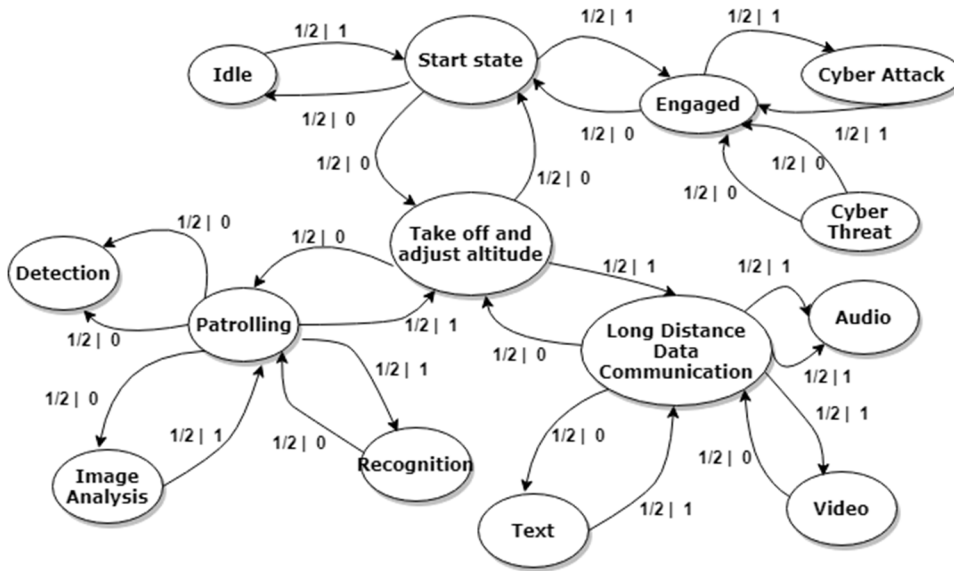 1/2 | 1
Idle
1/2 | 0
Start state
1/2 | 1
1/2 | 0
Engaged
1/2 | 1
Cyber Attack
1/2 | 1
1/2 | 0
1/2 | 0
Cyber
Threat
1/2 | 0
1/2 | 0
Take off and
adjust altitude
1/2 | 0
1/2 | 0
Detection
1/2 | 0
Patrolling
1/2 | 1
1/2 | 1
1/2 | 0
Long Distance
Data
Communication
1/2 | 1
Audio
1/2 | 1
1/2 | 0
1/2 | 1
1/2 | 1
1/2 | 0
Image
Analysis
Recognition
1/2 | 0
1/2 | 1
Text
1/2 | 0
1/2 | 1
Video